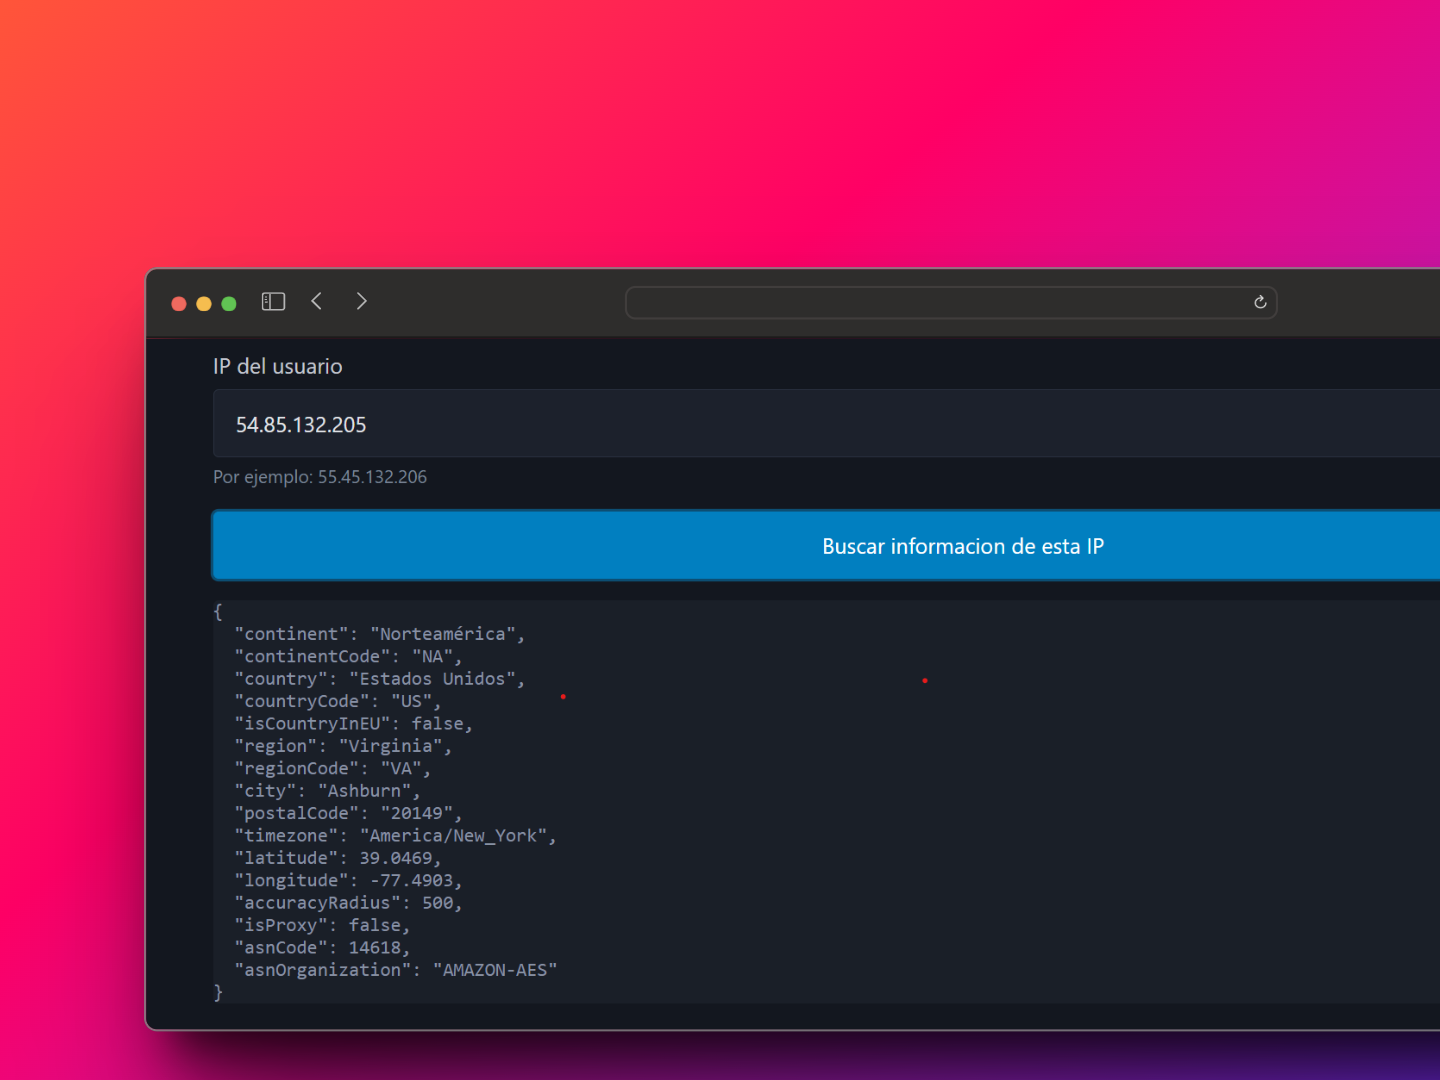 IP del usuario
54.85.132.205
Por ejemplo: 55.45.132.206
Buscar informacion de esta IP
{
"continent": "Norteamérica",
"continentCode": "NA",
"country": "Estados Unidos",
"countryCode": "US",
"isCountryInEU": false,
"region": "Virginia",
"regionCode": "VA",
"city": "Ashburn",
"postalCode": "20149",
"timezone": "America/New_York",
"latitude": 39.0469,
"longitude": -77.4903,
"accuracyRadius": 500,
"isProxy": false,
"asnCode": 14618,
"asnOrganization": "AMAZON-AES"
}